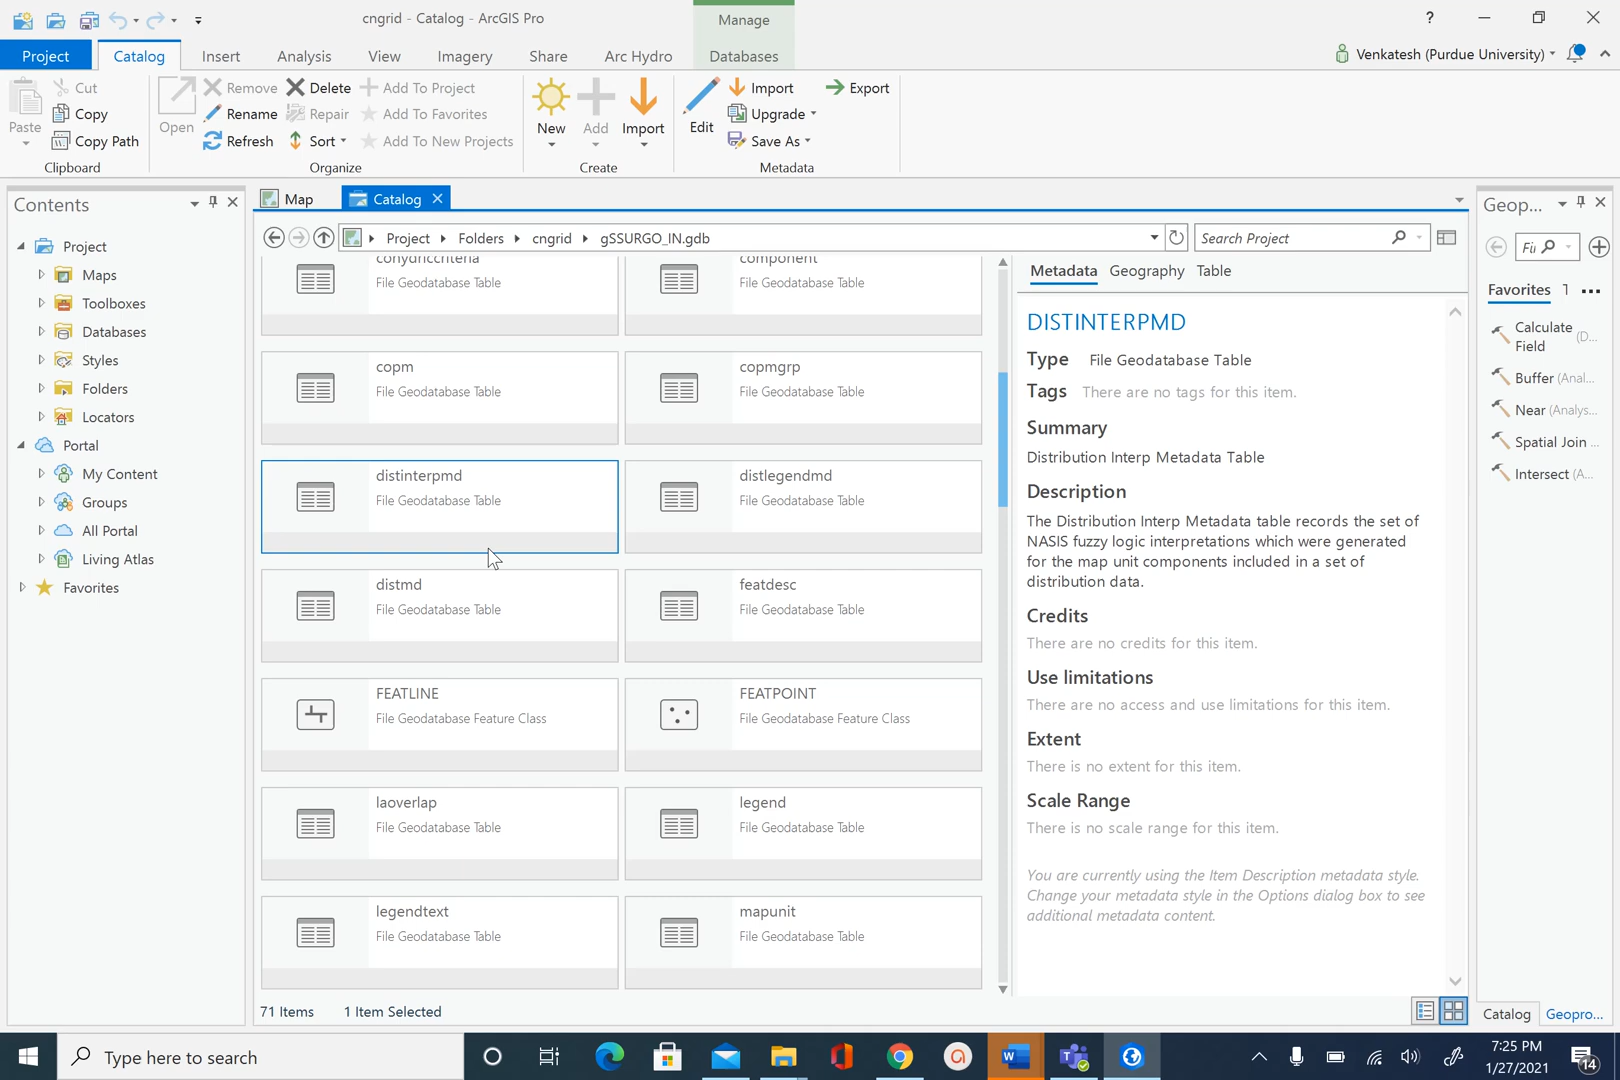 cngrid - Catalog - ArcGIS Pro
Manage
?
Project
Catalog
Insert
Analysis
View
Imagery
Share
Arc Hydro
Databases
Venkatesh (Purdue University)
Paste
Cut
Copy
Copy Path
Clipboard
Open
Remove
Rename
Refresh
Delete
Repair
Sort
Add To Project
Add To Favorites
Add To New Projects
Organize
New
Add
Import
Create
Edit
Import
Upgrade
Save As
Export
Metadata
Contents
Project
Maps
Toolboxes
Databases
Styles
Folders
Locators
Portal
My Content
Groups
All Portal
Living Atlas
Favorites
Map
Catalog
Project
Folders
cngrid
gSSURGO_IN.gdb
Search Project
conydriccriteria
File Geodatabase Table
component
File Geodatabase Table
copm
File Geodatabase Table
copmgrp
File Geodatabase Table
distinterpmd
File Geodatabase Table
distlegendmd
File Geodatabase Table
distmd
File Geodatabase Table
featdesc
File Geodatabase Table
FEATLINE
File Geodatabase Feature Class
FEATPOINT
File Geodatabase Feature Class
laoverlap
File Geodatabase Table
legend
File Geodatabase Table
legendtext
File Geodatabase Table
mapunit
File Geodatabase Table
71 Items
1 Item Selected
Metadata
Geography
Table
DISTINTERPMD
Type File Geodatabase Table
Tags There are no tags for this item.
Summary
Distribution Interp Metadata Table
Description
The Distribution Interp Metadata table records the set of
NASIS fuzzy logic interpretations which were generated
for the map unit components included in a set of
distribution data.
Credits
There are no credits for this item.
Use limitations
There are no access and use limitations for this item.
Extent
There is no extent for this item.
Scale Range
There is no scale range for this item.
You are currently using the Item Description metadata style.
Change your metadata style in the Options dialog box to see
additional metadata content.
Geop...
Fi
Favorites
Calculate
Field (D...
Buffer (Anal...
Near (Analys...
Spatial Join ...
Intersect (A...
Catalog
Geopro...
Type here to search
7:25 PM
1/27/2021
14